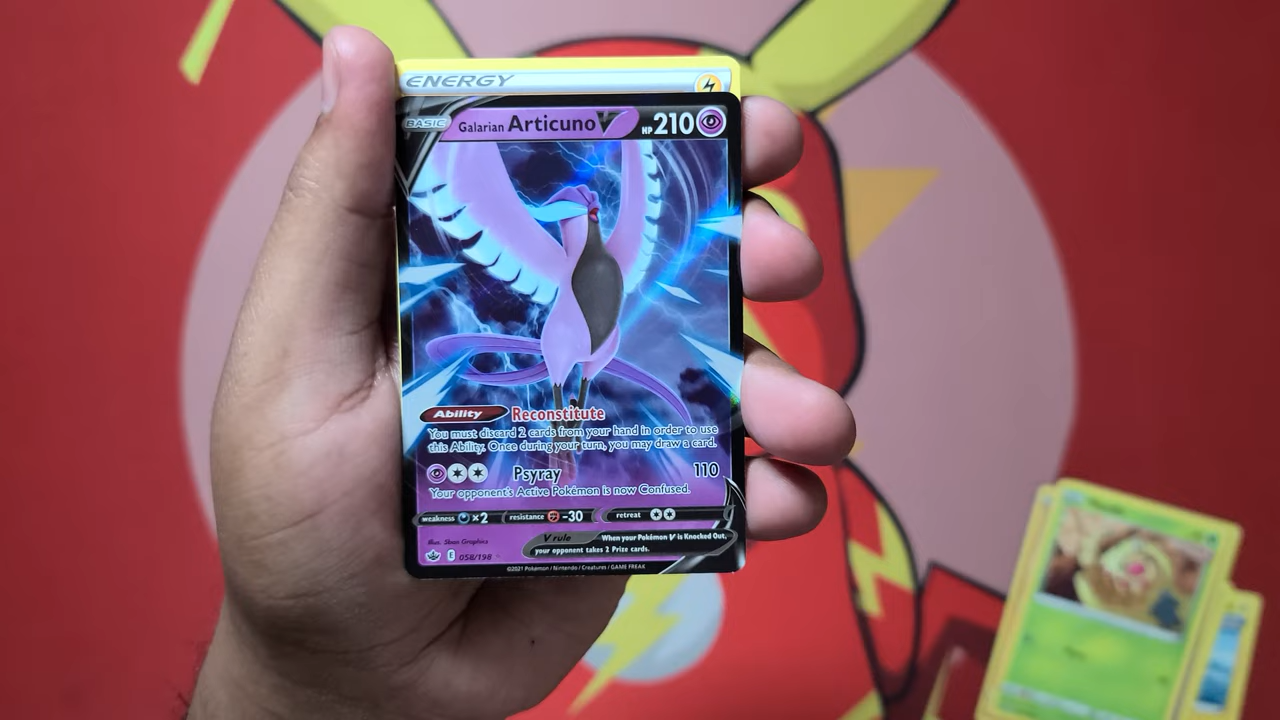 ENERGY
BASIC Galarian Articuno V HP 210
Ability Reconstitute
You must discard 2 cards from your hand in order to use
this Ability. Once during your turn, you may draw a card.
Psyray 110
Your opponent's Active Pokémon is now Confused.
weakness ×2 resistance -30 retreat
Illus. 5ban Graphics V rule When your Pokémon V is Knocked Out,
your opponent takes 2 Prize cards.
E 058/198
©2021 Pokémon / Nintendo / Creatures / GAME FREAK